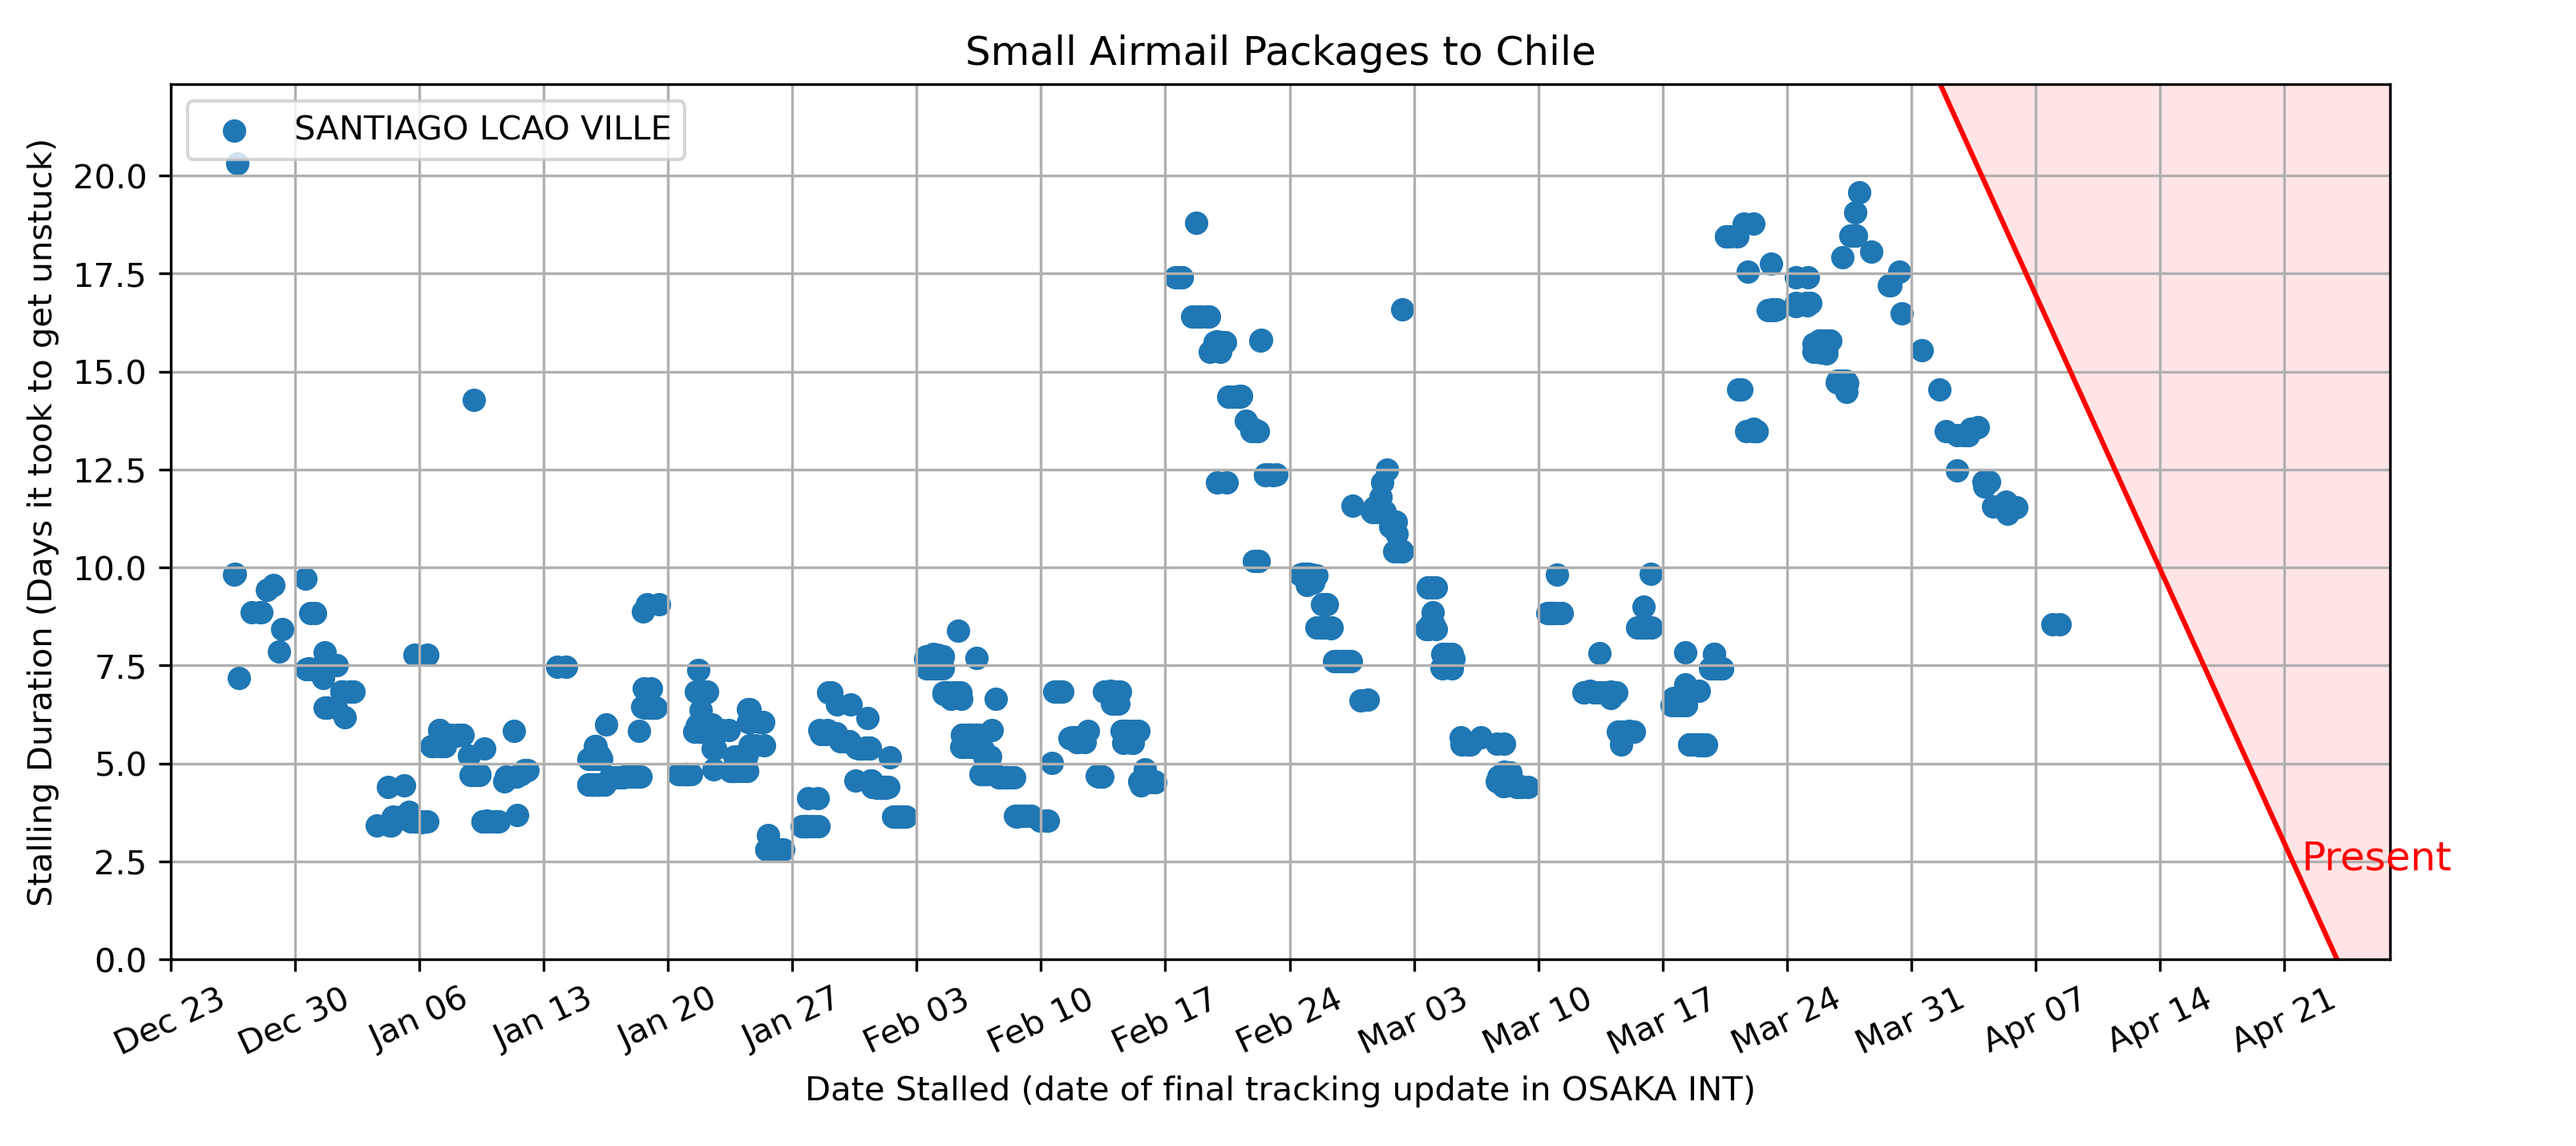 Small Airmail Packages to Chile
SANTIAGO LCAO VILLE
Stalling Duration (Days it took to get unstuck)
20.0
17.5
15.0
12.5
10.0
7.5
5.0
2.5
0.0
Present
Dec 23
Dec 30
Jan 06
Jan 13
Jan 20
Jan 27
Feb 03
Feb 10
Feb 17
Feb 24
Mar 03
Mar 10
Mar 17
Mar 24
Mar 31
Apr 07
Apr 14
Apr 21
Date Stalled (date of final tracking update in OSAKA INT)